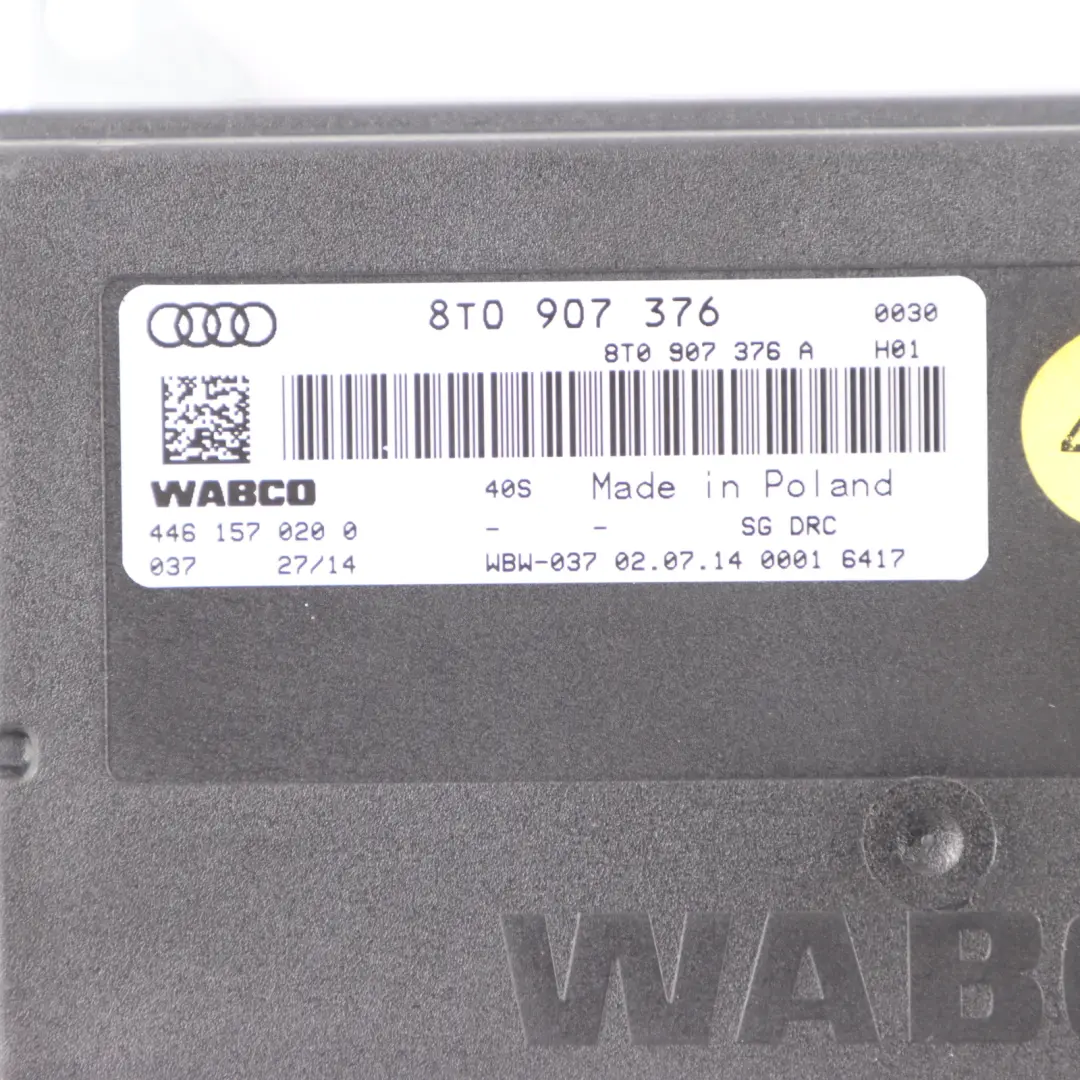 8T0 907 376 0030
8T0 907 376 A H01
WABCO 40S Made in Poland
446 157 020 0 - - SG DRC
037 27/14 WBW-037 02.07.14 0001 6417
WABC